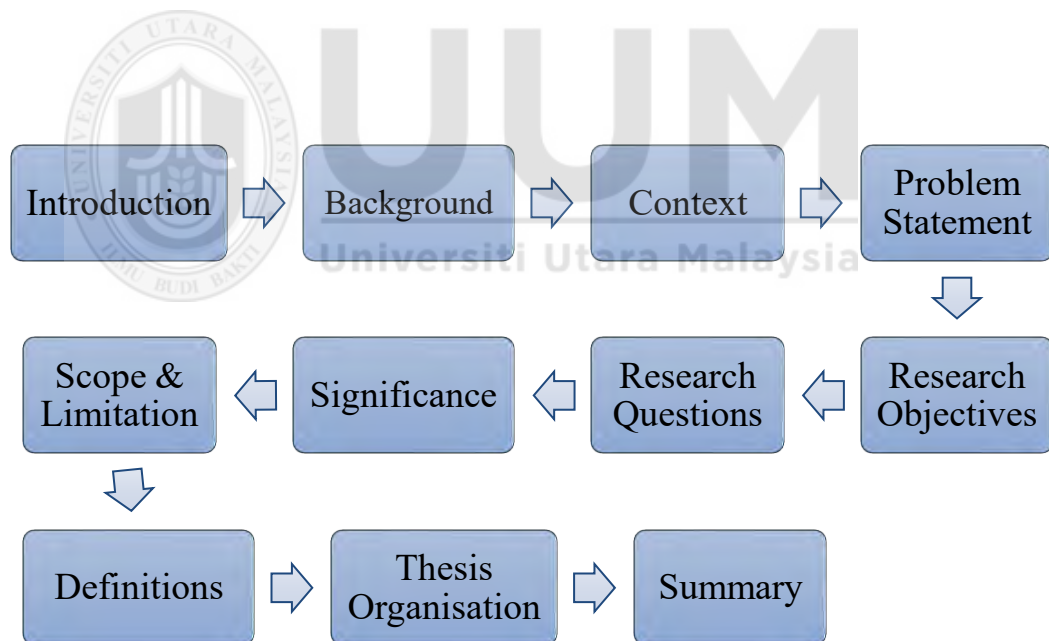 UNIVERSITI UTARA MALAYSIA
UUM
Introduction
Background
Context
Problem
Statement
Universiti Utara Malaysia
ILMU BUDI BAKTI
Scope &
Limitation
Significance
Research
Questions
Research
Objectives
Definitions
Thesis
Organisation
Summary